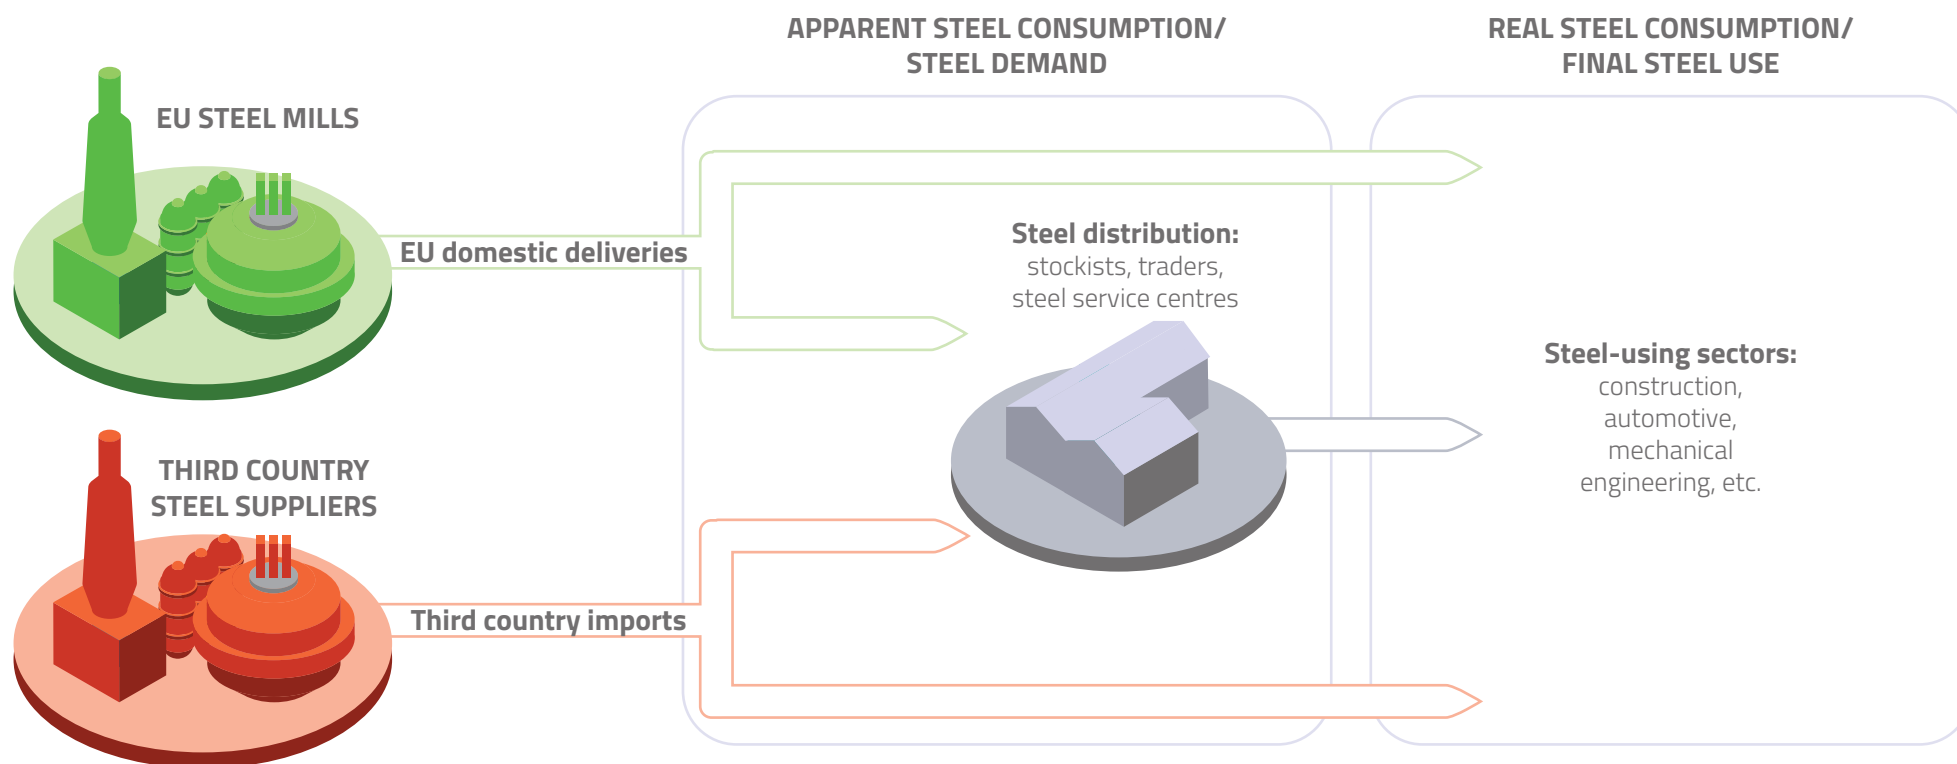 APPARENT STEEL CONSUMPTION/
STEEL DEMAND
REAL STEEL CONSUMPTION/
FINAL STEEL USE
EU STEEL MILLS
EU domestic deliveries
Steel distribution:
stockists, traders,
steel service centres
Steel-using sectors:
construction,
automotive,
mechanical
engineering, etc.
THIRD COUNTRY
STEEL SUPPLIERS
Third country imports